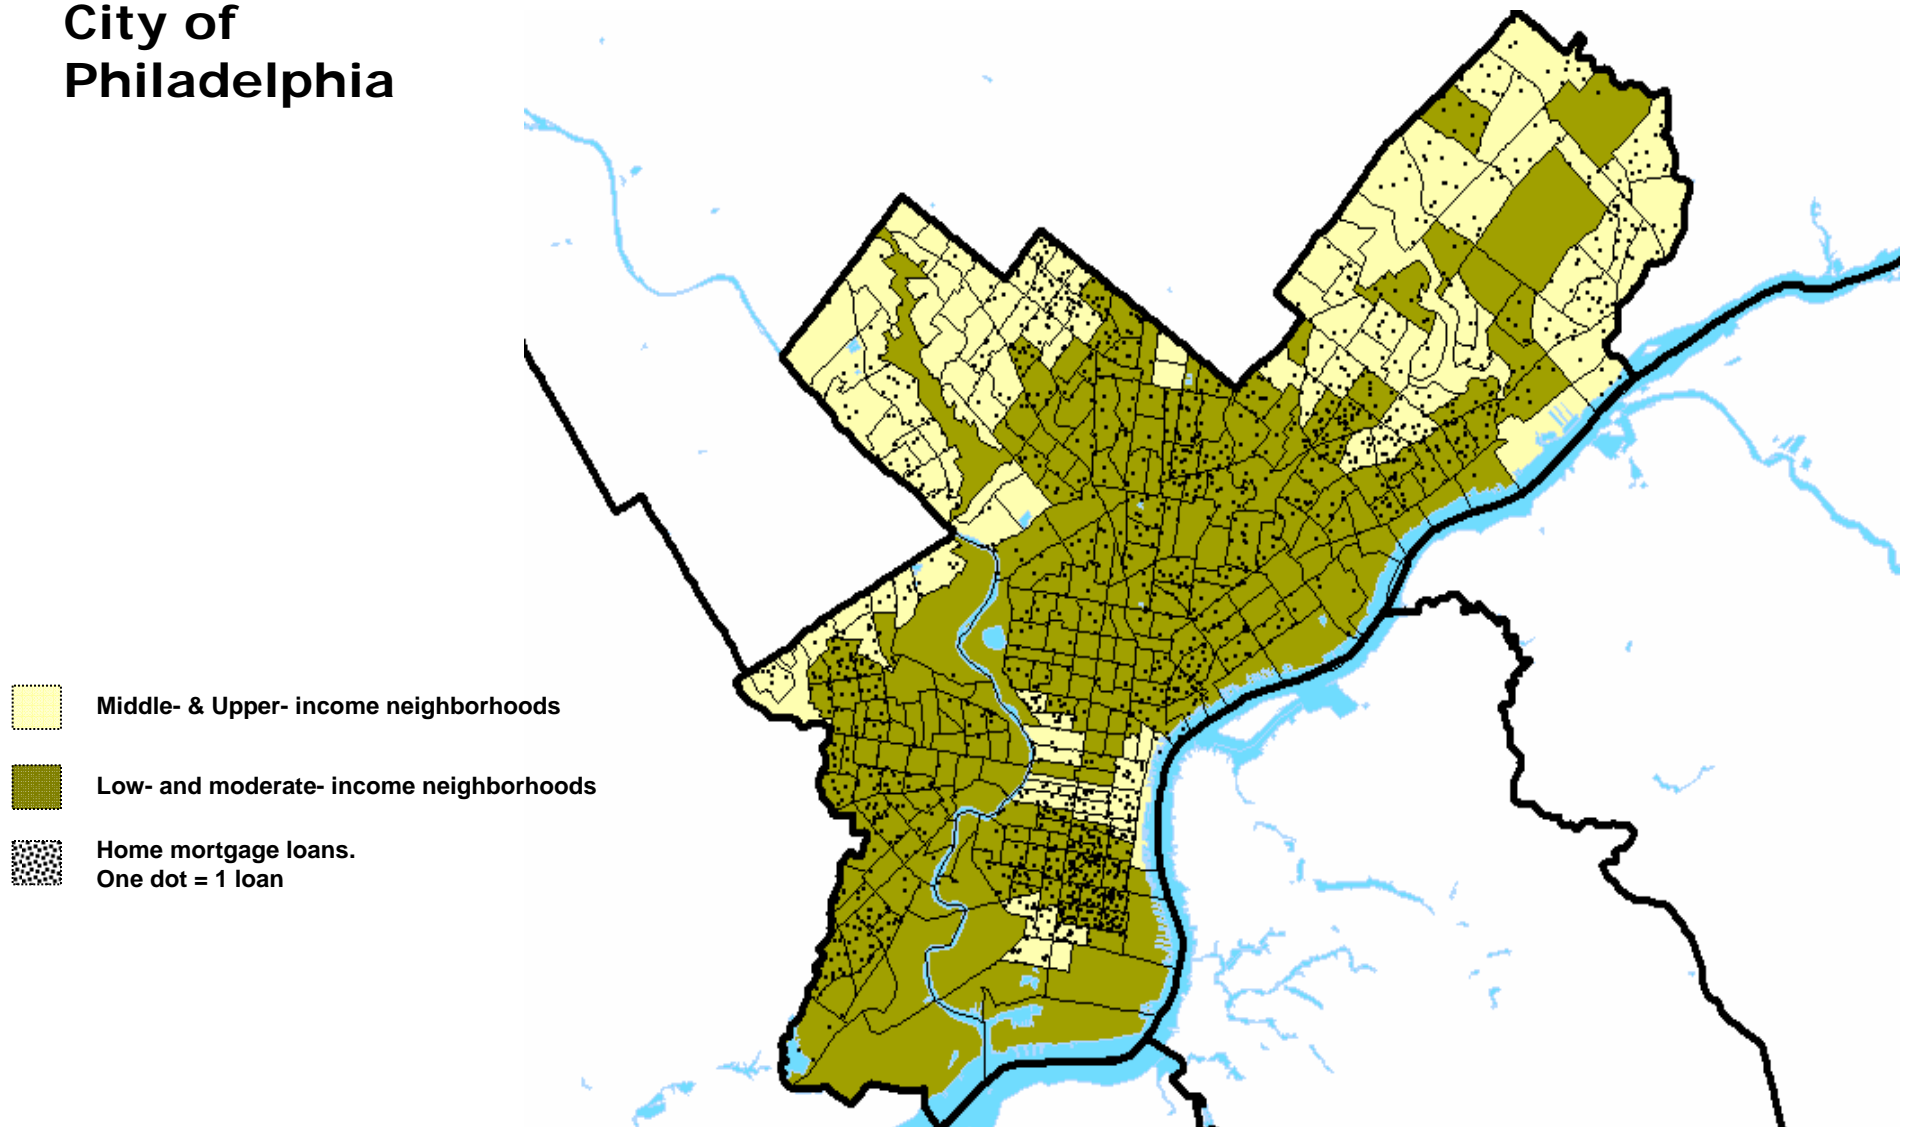 City of
Philadelphia
Middle- & Upper- income neighborhoods
Low- and moderate- income neighborhoods
Home mortgage loans.
One dot = 1 loan